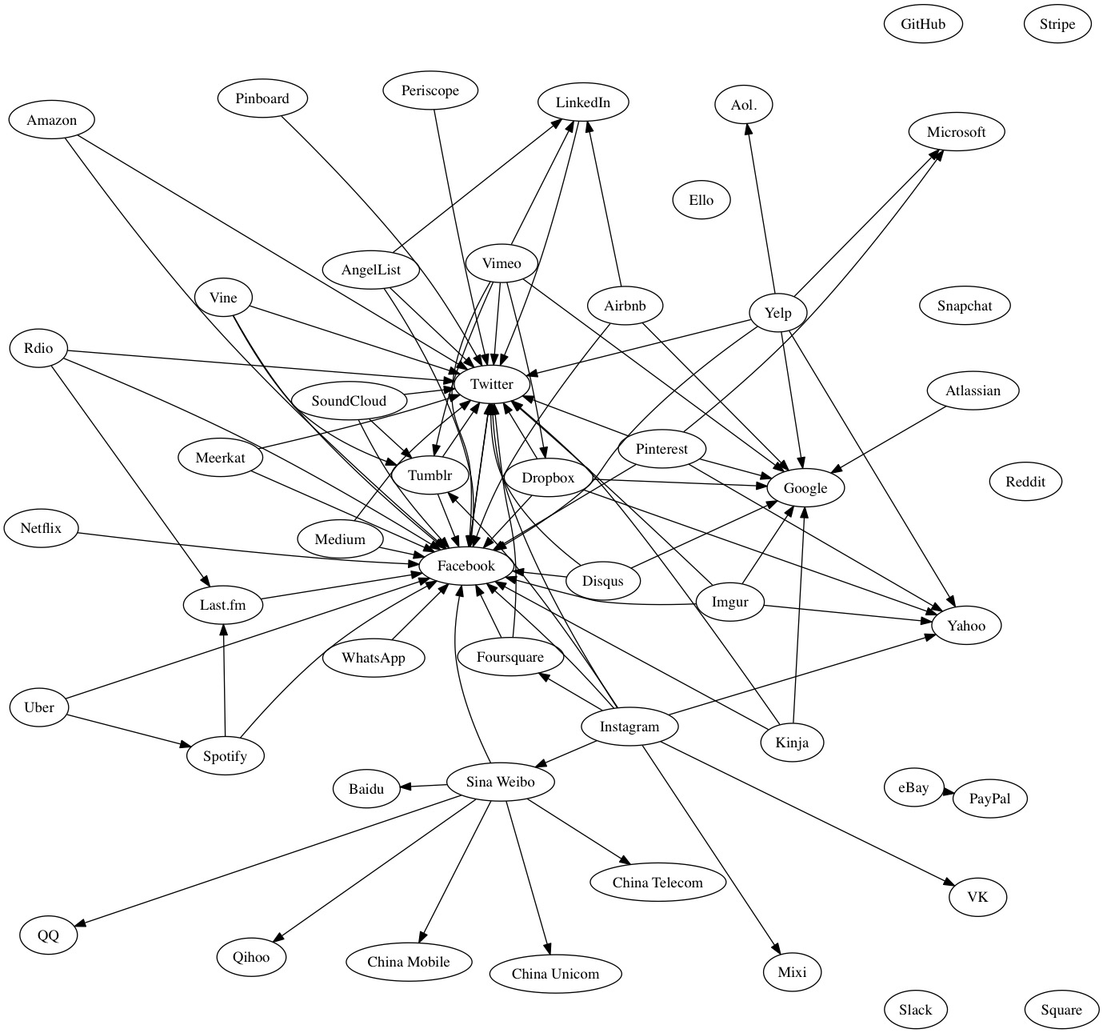 GitHub
Stripe
Periscope
Pinboard
LinkedIn
Aol.
Amazon
Microsoft
Ello
Vimeo
AngelList
Vine
Airbnb
Snapchat
Yelp
Rdio
Twitter
Atlassian
SoundCloud
Pinterest
Meerkat
Tumblr
Dropbox
Reddit
Google
Netflix
Medium
Facebook
Disqus
Imgur
Last.fm
Yahoo
WhatsApp
Foursquare
Uber
Instagram
Kinja
Spotify
Sina Weibo
Baidu
eBay
PayPal
China Telecom
VK
QQ
Qihoo
China Mobile
China Unicom
Mixi
Slack
Square